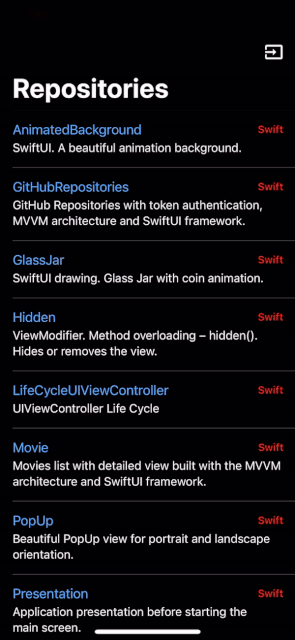 Repositories
AnimatedBackground Swift
SwiftUI. A beautiful animation background.
GitHubRepositories Swift
GitHub Repositories with token authentication,
MVVM architecture and SwiftUI framework.
GlassJar Swift
SwiftUI drawing. Glass Jar with coin animation.
Hidden Swift
ViewModifier. Method overloading – hidden().
Hides or removes the view.
LifeCycleUIViewController Swift
UIViewController Life Cycle
Movie Swift
Movies list with detailed view built with the MVVM
architecture and SwiftUI framework.
PopUp Swift
Beautiful PopUp view for portrait and landscape
orientation.
Presentation Swift
Application presentation before starting the
main screen.